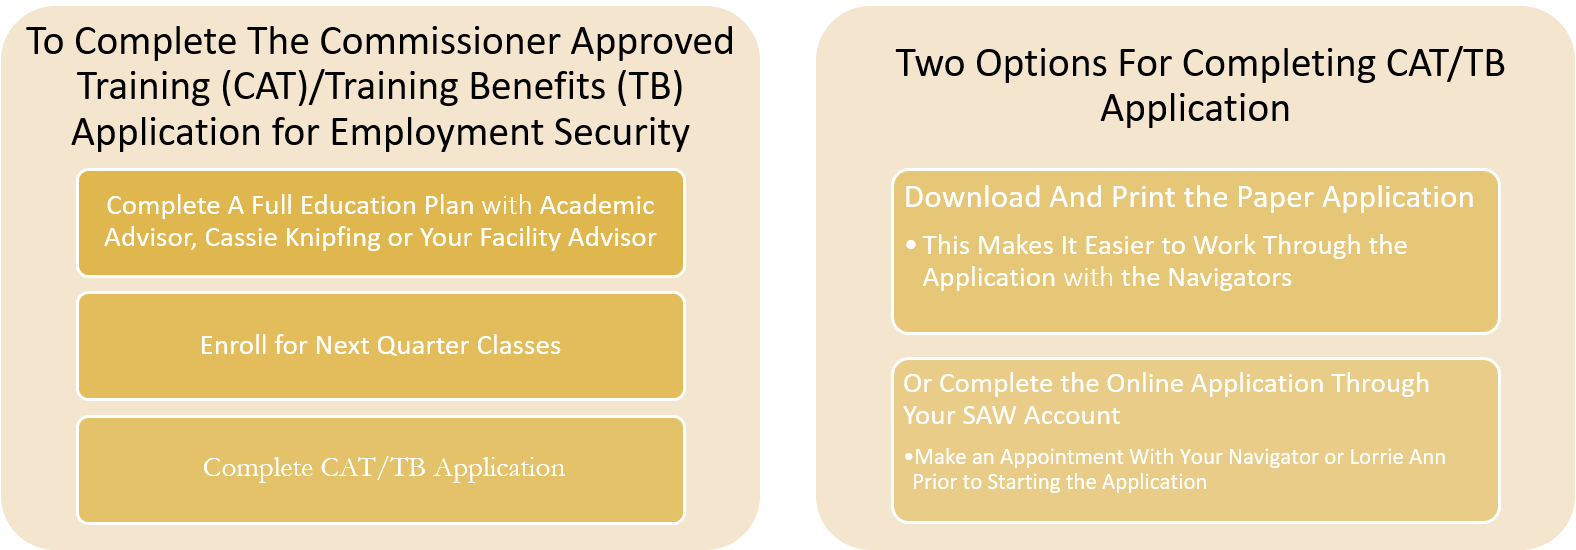 To Complete The Commissioner Approved
Training (CAT)/Training Benefits (TB)
Application for Employment Security
Complete A Full Education Plan with Academic
Advisor, Cassie Knipfing or Your Facility Advisor
Enroll for Next Quarter Classes
Complete CAT/TB Application
Two Options For Completing CAT/TB
Application
Download And Print the Paper Application
• This Makes It Easier to Work Through the
Application with the Navigators
Or Complete the Online Application Through
Your SAW Account
•Make an Appointment With Your Navigator or Lorrie Ann
Prior to Starting the Application